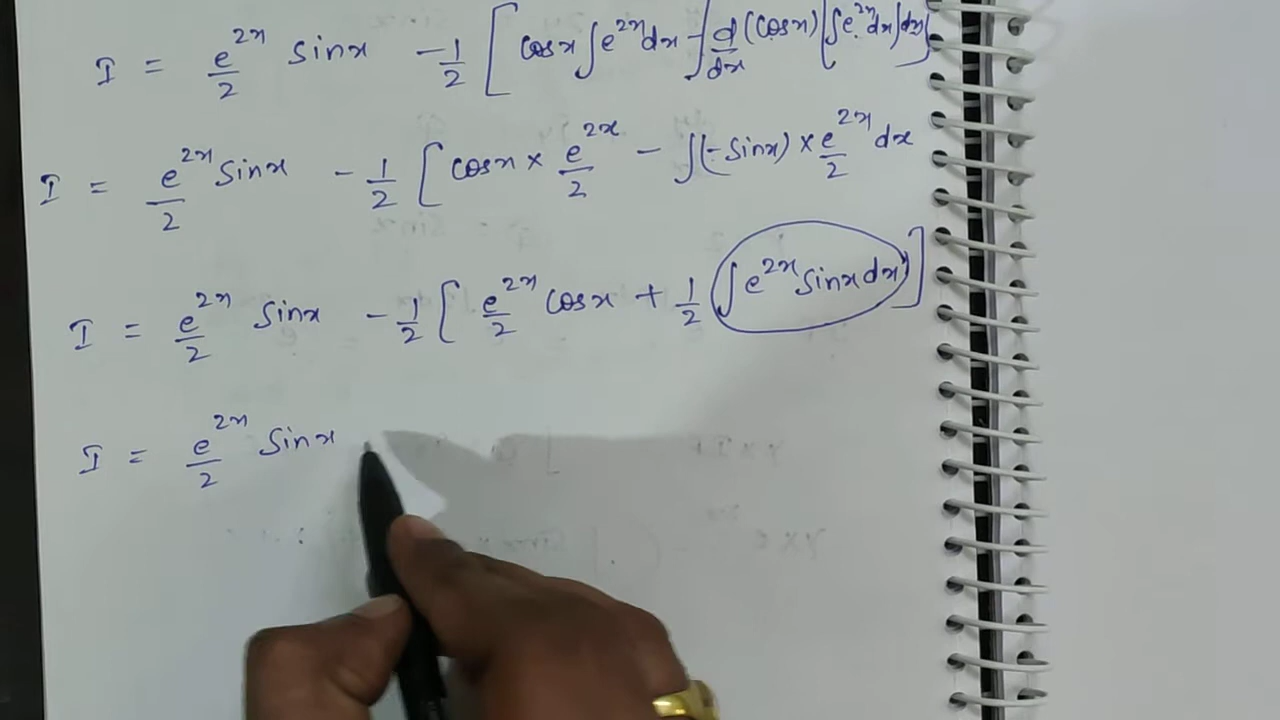 I = e^{2x}/2 sinx - 1/2 [ cosx ∫e^{2x}dx - ∫ d/dx (cosx) [∫e^{2x}dx] dx ]
I = e^{2x}/2 sinx - 1/2 [ cosx × e^{2x}/2 - ∫(-sinx) × e^{2x}/2 dx
I = e^{2x}/2 sinx - 1/2 [ e^{2x}/2 cosx + 1/2 ∫e^{2x} sinx dx ]
I = e^{2x}/2 sinx